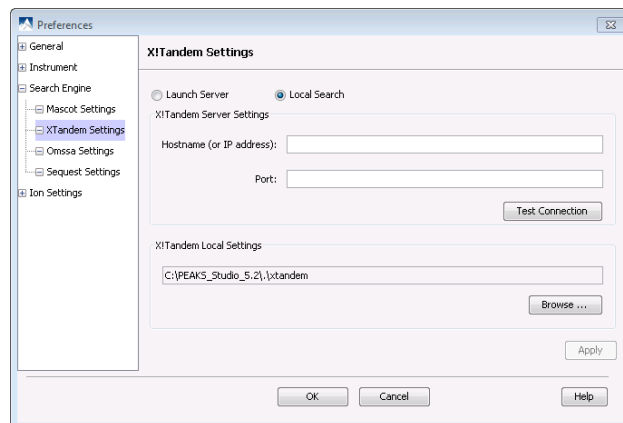 Preferences
General
Instrument
Search Engine
Mascot Settings
XTandem Settings
Omssa Settings
Sequest Settings
Ion Settings
X!Tandem Settings
Launch Server
Local Search
X!Tandem Server Settings
Hostname (or IP address):
Port:
Test Connection
X!Tandem Local Settings
C:\PEAKS_Studio_5.2\.\xtandem
Browse ...
Apply
OK
Cancel
Help